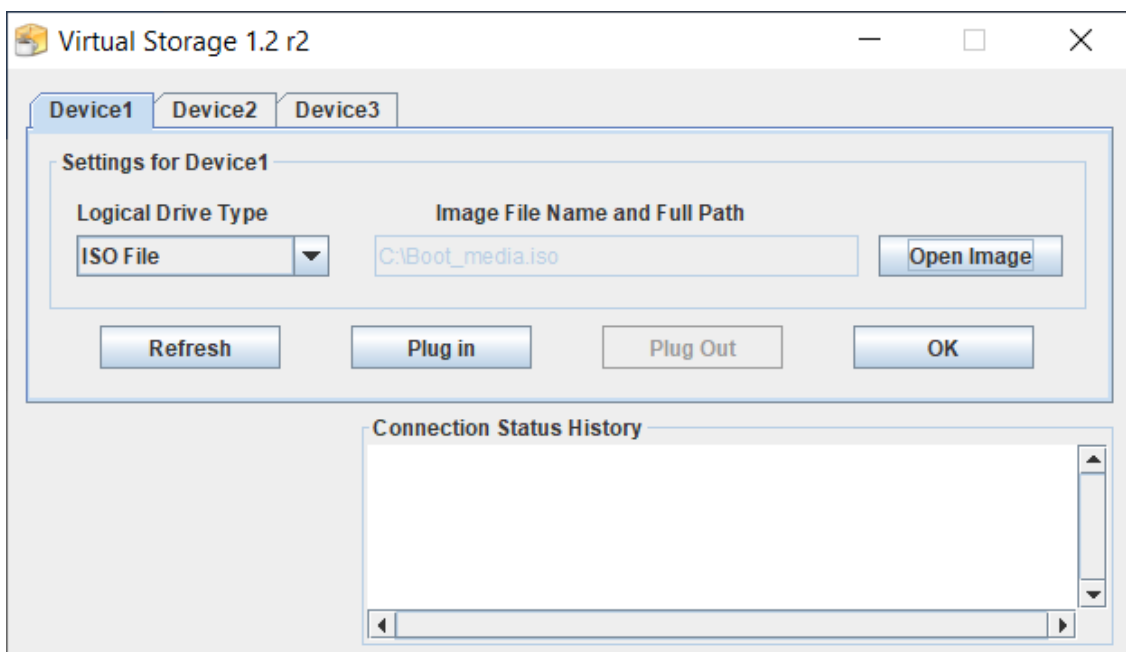 Virtual Storage 1.2 r2
Device1 Device2 Device3
Settings for Device1
Logical Drive Type Image File Name and Full Path
ISO File C:\Boot_media.iso Open Image
Refresh Plug in Plug Out OK
Connection Status History